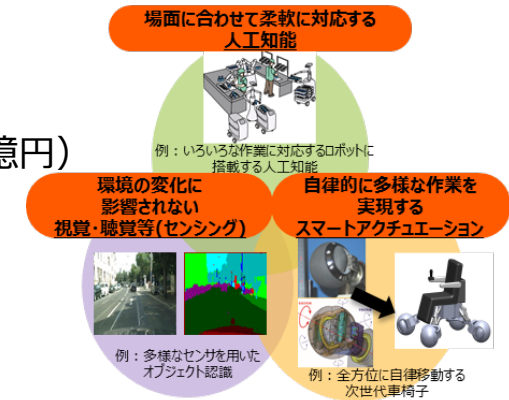 場面に合わせて柔軟に対応する
人工知能
億円)
例：いろいろな作業に対応するロボットに
搭載する人工知能
環境の変化に
影響されない
視覚・聴覚等(センシング)
自律的に多様な作業を
実現する
スマートアクチュエーション
例：多様なセンサを用いた
オブジェクト認識
例：全方位に自律移動する
次世代車椅子